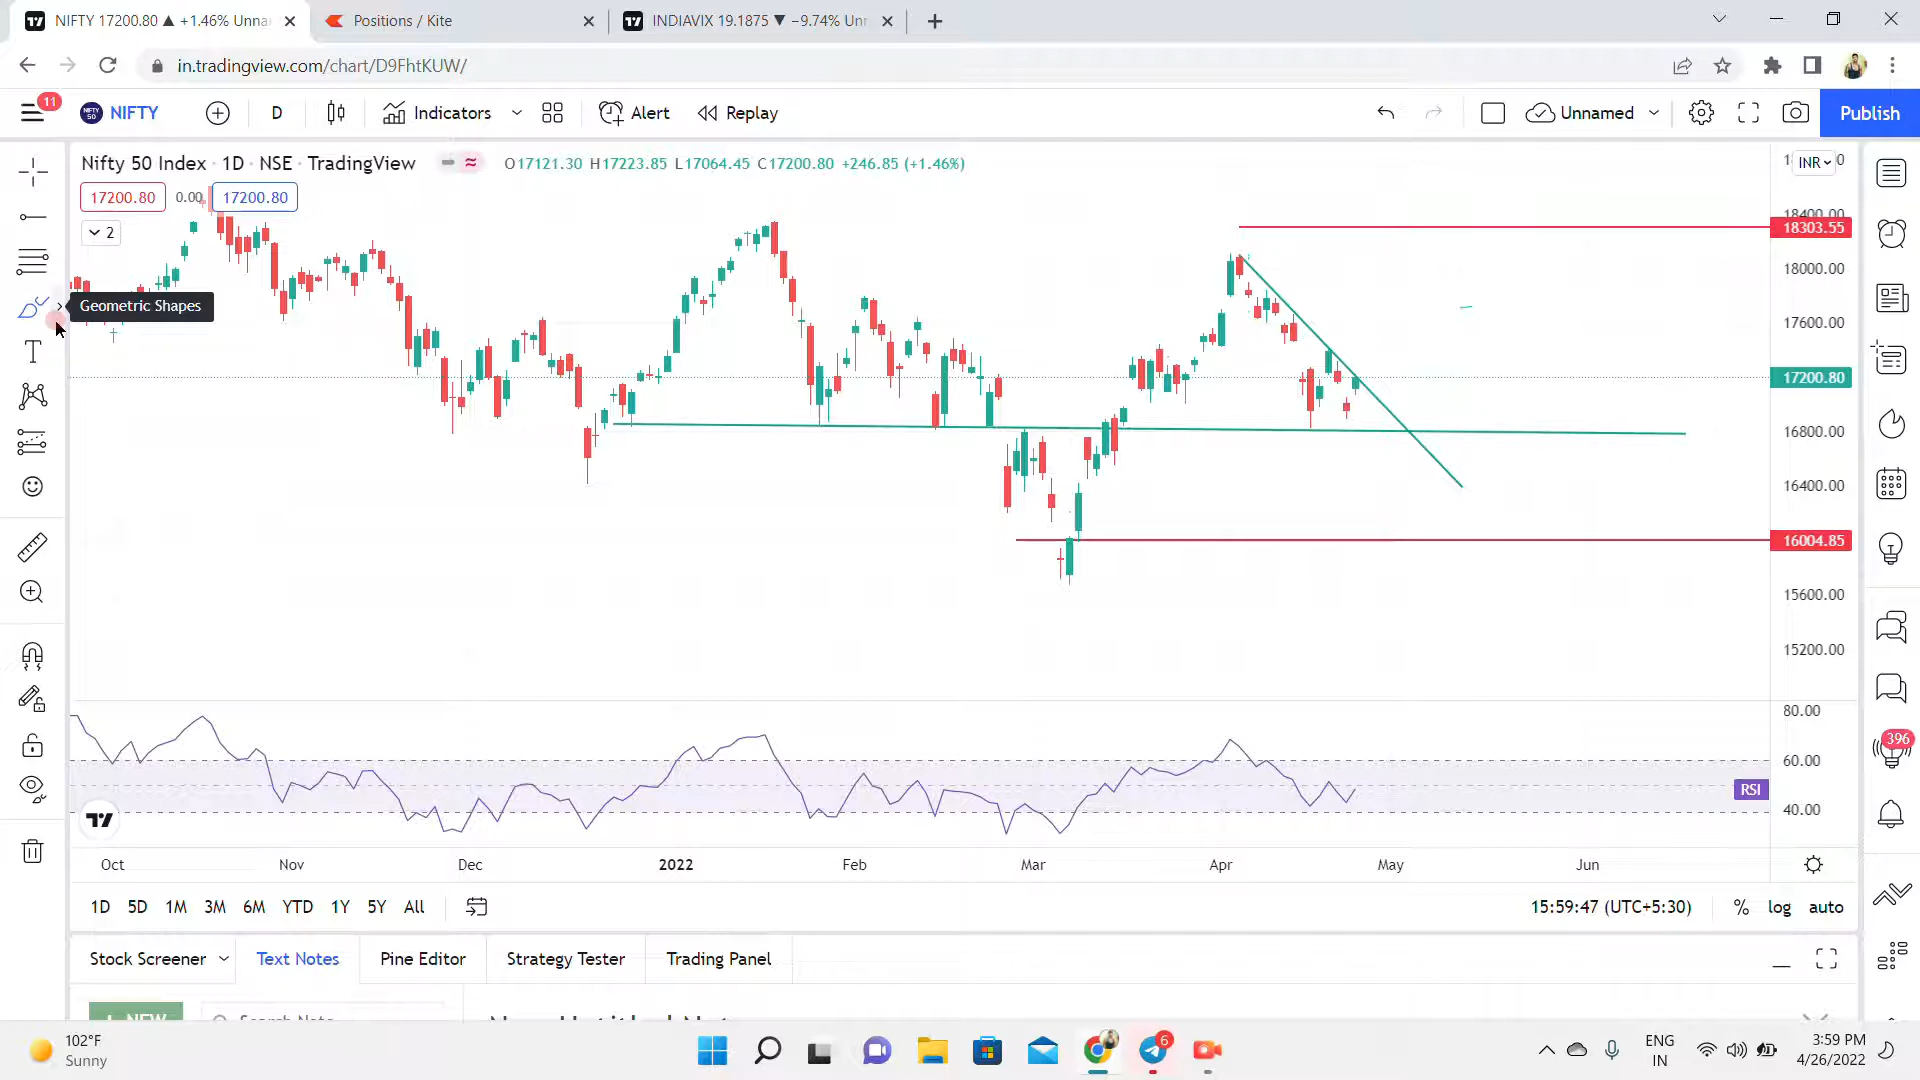 NIFTY 17200.80 ▲ +1.46% Unna
Positions / Kite
INDIAVIX 19.1875 ▼ −9.74% Unn
in.tradingview.com/chart/D9FhtKUW/
11
NIFTY
D
Indicators
Alert
Replay
Unnamed
Publish
Nifty 50 Index · 1D · NSE · TradingView
O17121.30 H17223.85 L17064.45 C17200.80 +246.85 (+1.46%)
INR
17200.80
0.00
17200.80
2
18400.00
18303.55
18000.00
Geometric Shapes
17600.00
17200.80
16800.00
16400.00
16004.85
15600.00
15200.00
80.00
396
60.00
RSI
40.00
Oct Nov Dec 2022 Feb Mar Apr May Jun
1D 5D 1M 3M 6M YTD 1Y 5Y All
15:59:47 (UTC+5:30)
% log auto
Stock Screener
Text Notes
Pine Editor
Strategy Tester
Trading Panel
102°F
Sunny
6
ENG
IN
3:59 PM
4/26/2022